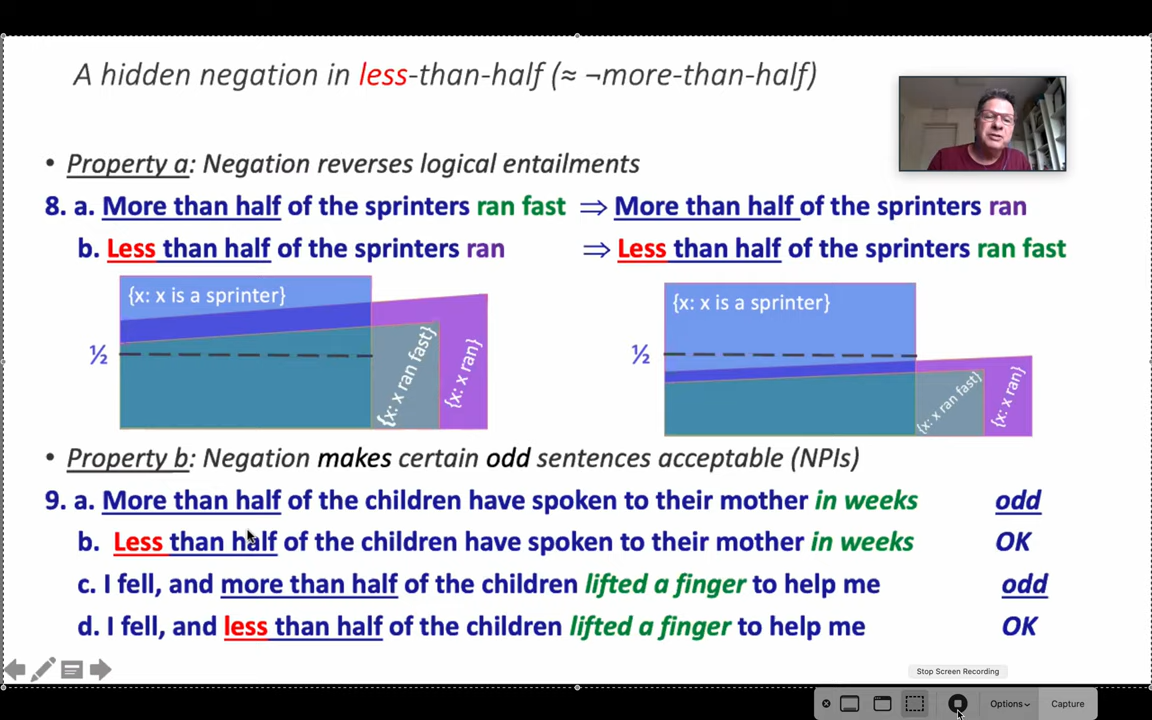 A hidden negation in less-than-half (≈ ¬more-than-half)
• Property a: Negation reverses logical entailments
8. a. More than half of the sprinters ran fast ⇒ More than half of the sprinters ran
b. Less than half of the sprinters ran ⇒ Less than half of the sprinters ran fast
{x: x is a sprinter}
½
{x: x ran fast}
{x: x ran}
{x: x is a sprinter}
½
{x: x ran fast}
{x: x ran}
• Property b: Negation makes certain odd sentences acceptable (NPIs)
9. a. More than half of the children have spoken to their mother in weeks odd
b. Less than half of the children have spoken to their mother in weeks OK
c. I fell, and more than half of the children lifted a finger to help me odd
d. I fell, and less than half of the children lifted a finger to help me OK
Stop Screen Recording
Options
Capture